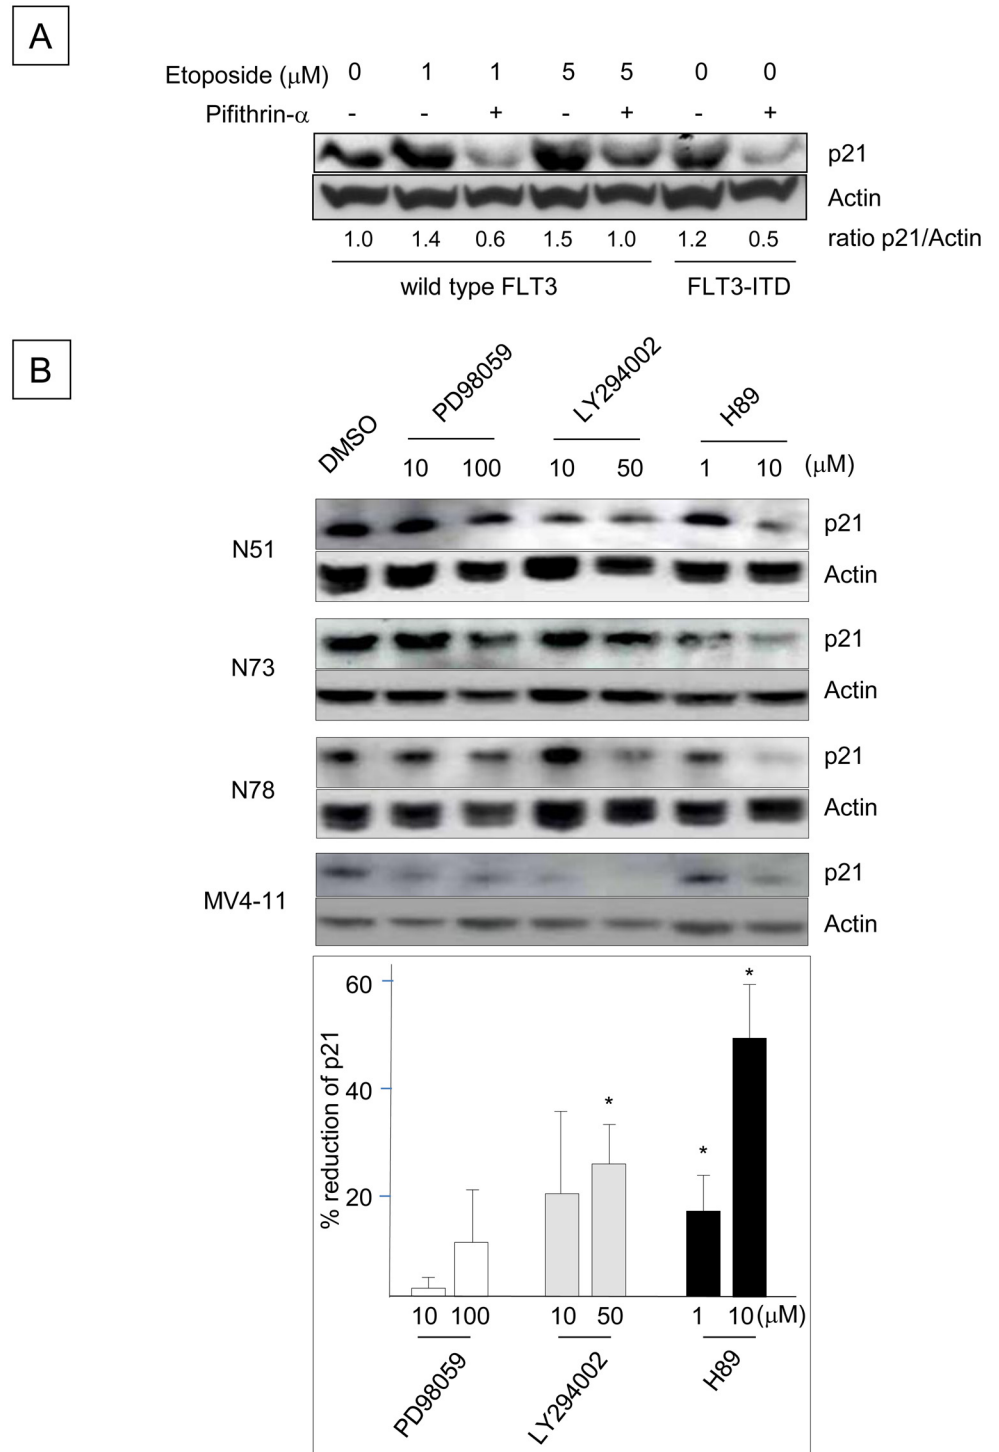 A
Etoposide (μM) 0 1 1 5 5 0 0
Pifithrin-α - - + - + - +
p21
Actin
1.0 1.4 0.6 1.5 1.0 1.2 0.5 ratio p21/Actin
wild type FLT3 FLT3-ITD
B
DMSO PD98059 LY294002 H89
10 100 10 50 1 10 (μM)
N51
p21
Actin
N73
p21
Actin
N78
p21
Actin
MV4-11
p21
Actin
% reduction of p21
60
40
20
* * *
10 100 10 50 1 10 (μM)
PD98059 LY294002 H89